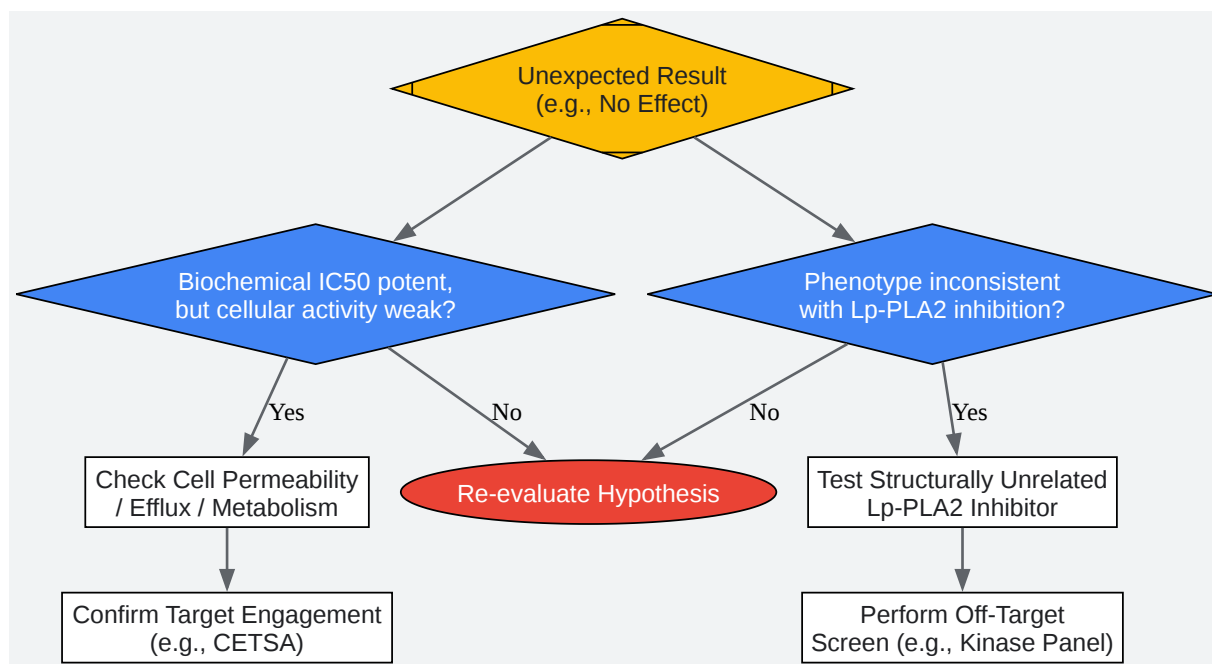 Unexpected Result
(e.g., No Effect)
Biochemical IC50 potent,
but cellular activity weak?
Phenotype inconsistent
with Lp-PLA2 inhibition?
Yes
No
No
Yes
Check Cell Permeability
/ Efflux / Metabolism
Re-evaluate Hypothesis
Test Structurally Unrelated
Lp-PLA2 Inhibitor
Confirm Target Engagement
(e.g., CETSA)
Perform Off-Target
Screen (e.g., Kinase Panel)